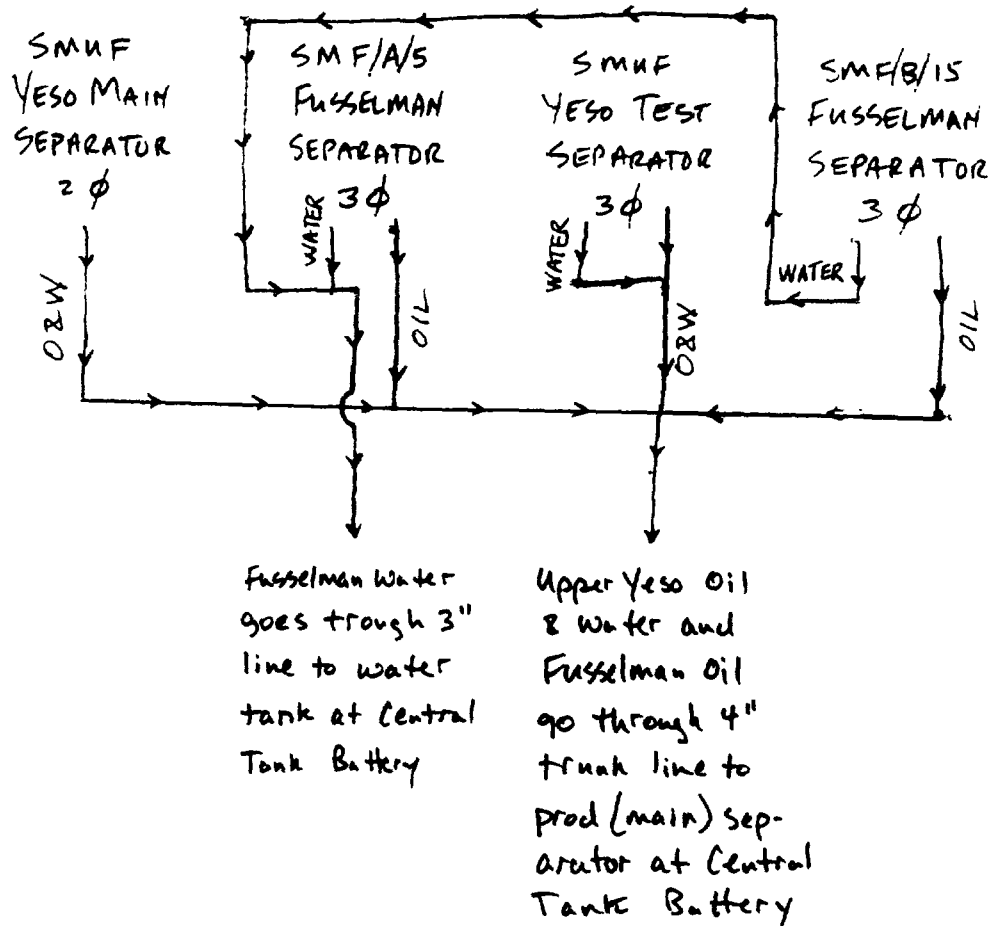 SMUF
YESO MAIN
SEPARATOR
2 Ø
O&W
SMF/A/5
FUSSELMAN
SEPARATOR
3Ø
WATER
OIL
SMUF
YESO TEST
SEPARATOR
3Ø
WATER
O&W
SMF/B/15
FUSSELMAN
SEPARATOR
3 Ø
WATER
OIL
Fusselman Water
goes trough 3"
line to water
tank at Central
Tank Battery
Upper Yeso Oil
& Water and
Fusselman Oil
go through 4"
trunk line to
prod (main) sep-
arator at Central
Tank Battery